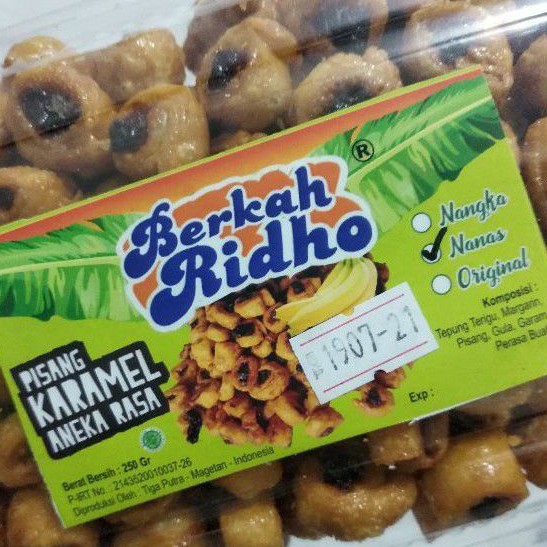 Berkah
Ridho
®
Nangka
Nanas
Original
Komposisi :
Tepung Terigu, Margarin,
Pisang, Gula, Garam
Perasa Bua
1907-21
Exp :
PISANG
KARAMEL
ANEKA RASA
Berat Bersih : 250 Gr
P-IRT No. : 2143520010037-26
Diproduksi Oleh : Tiga Putra - Magetan - Indonesia